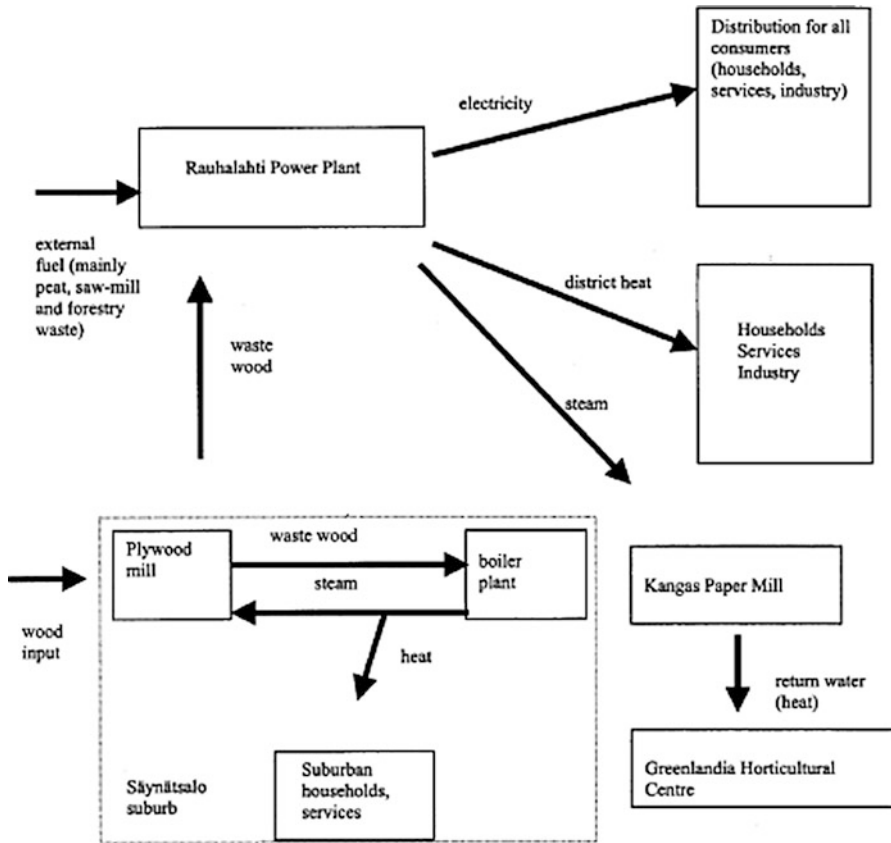 Distribution for all
consumers
(households,
services, industry)
electricity
Rauhalahti Power Plant
external
fuel (mainly
peat, saw-mill
and forestry
waste)
district heat
Households
Services
Industry
waste
wood
steam
Plywood
mill
waste wood
steam
boiler
plant
Kangas Paper Mill
wood
input
heat
return water
(heat)
Säynätsalo
suburb
Suburban
households,
services
Greenlandia Horticultural
Centre